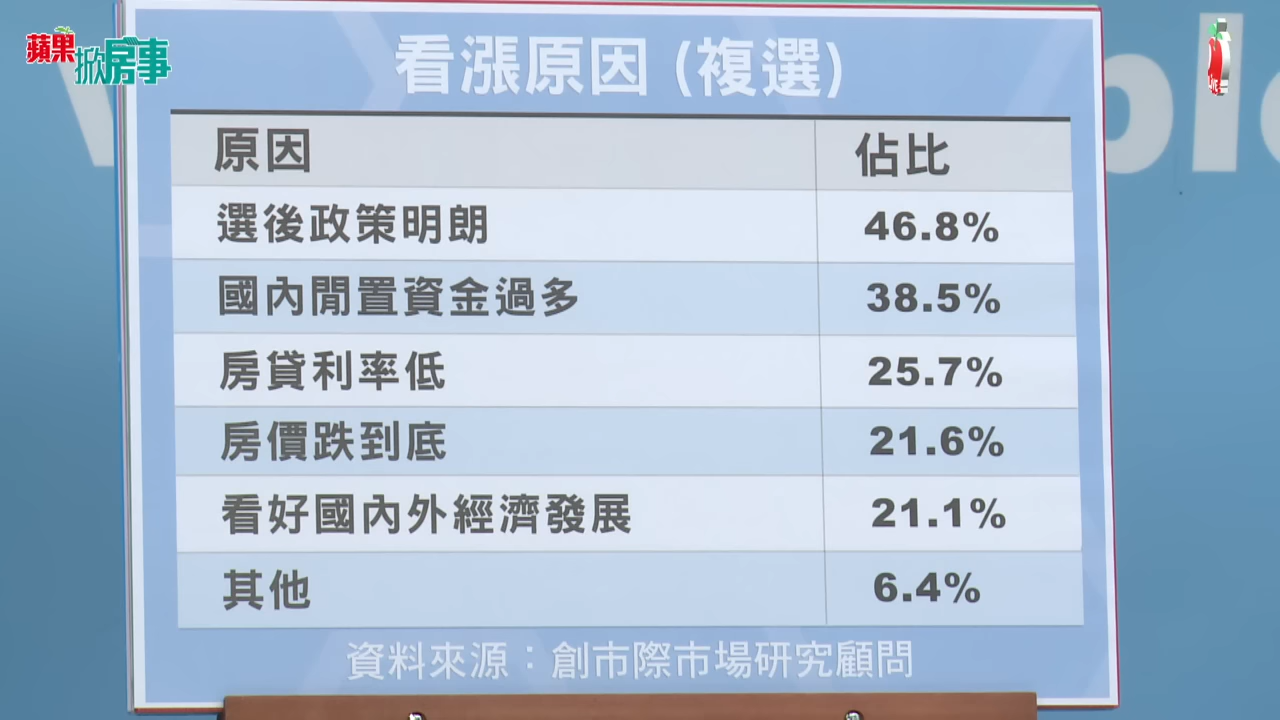 蘋果
掀房事
看漲原因 (複選)
原因 佔比
選後政策明朗 46.8%
國內閒置資金過多 38.5%
房貸利率低 25.7%
房價跌到底 21.6%
看好國內外經濟發展 21.1%
其他 6.4%
資料來源：創市際市場研究顧問